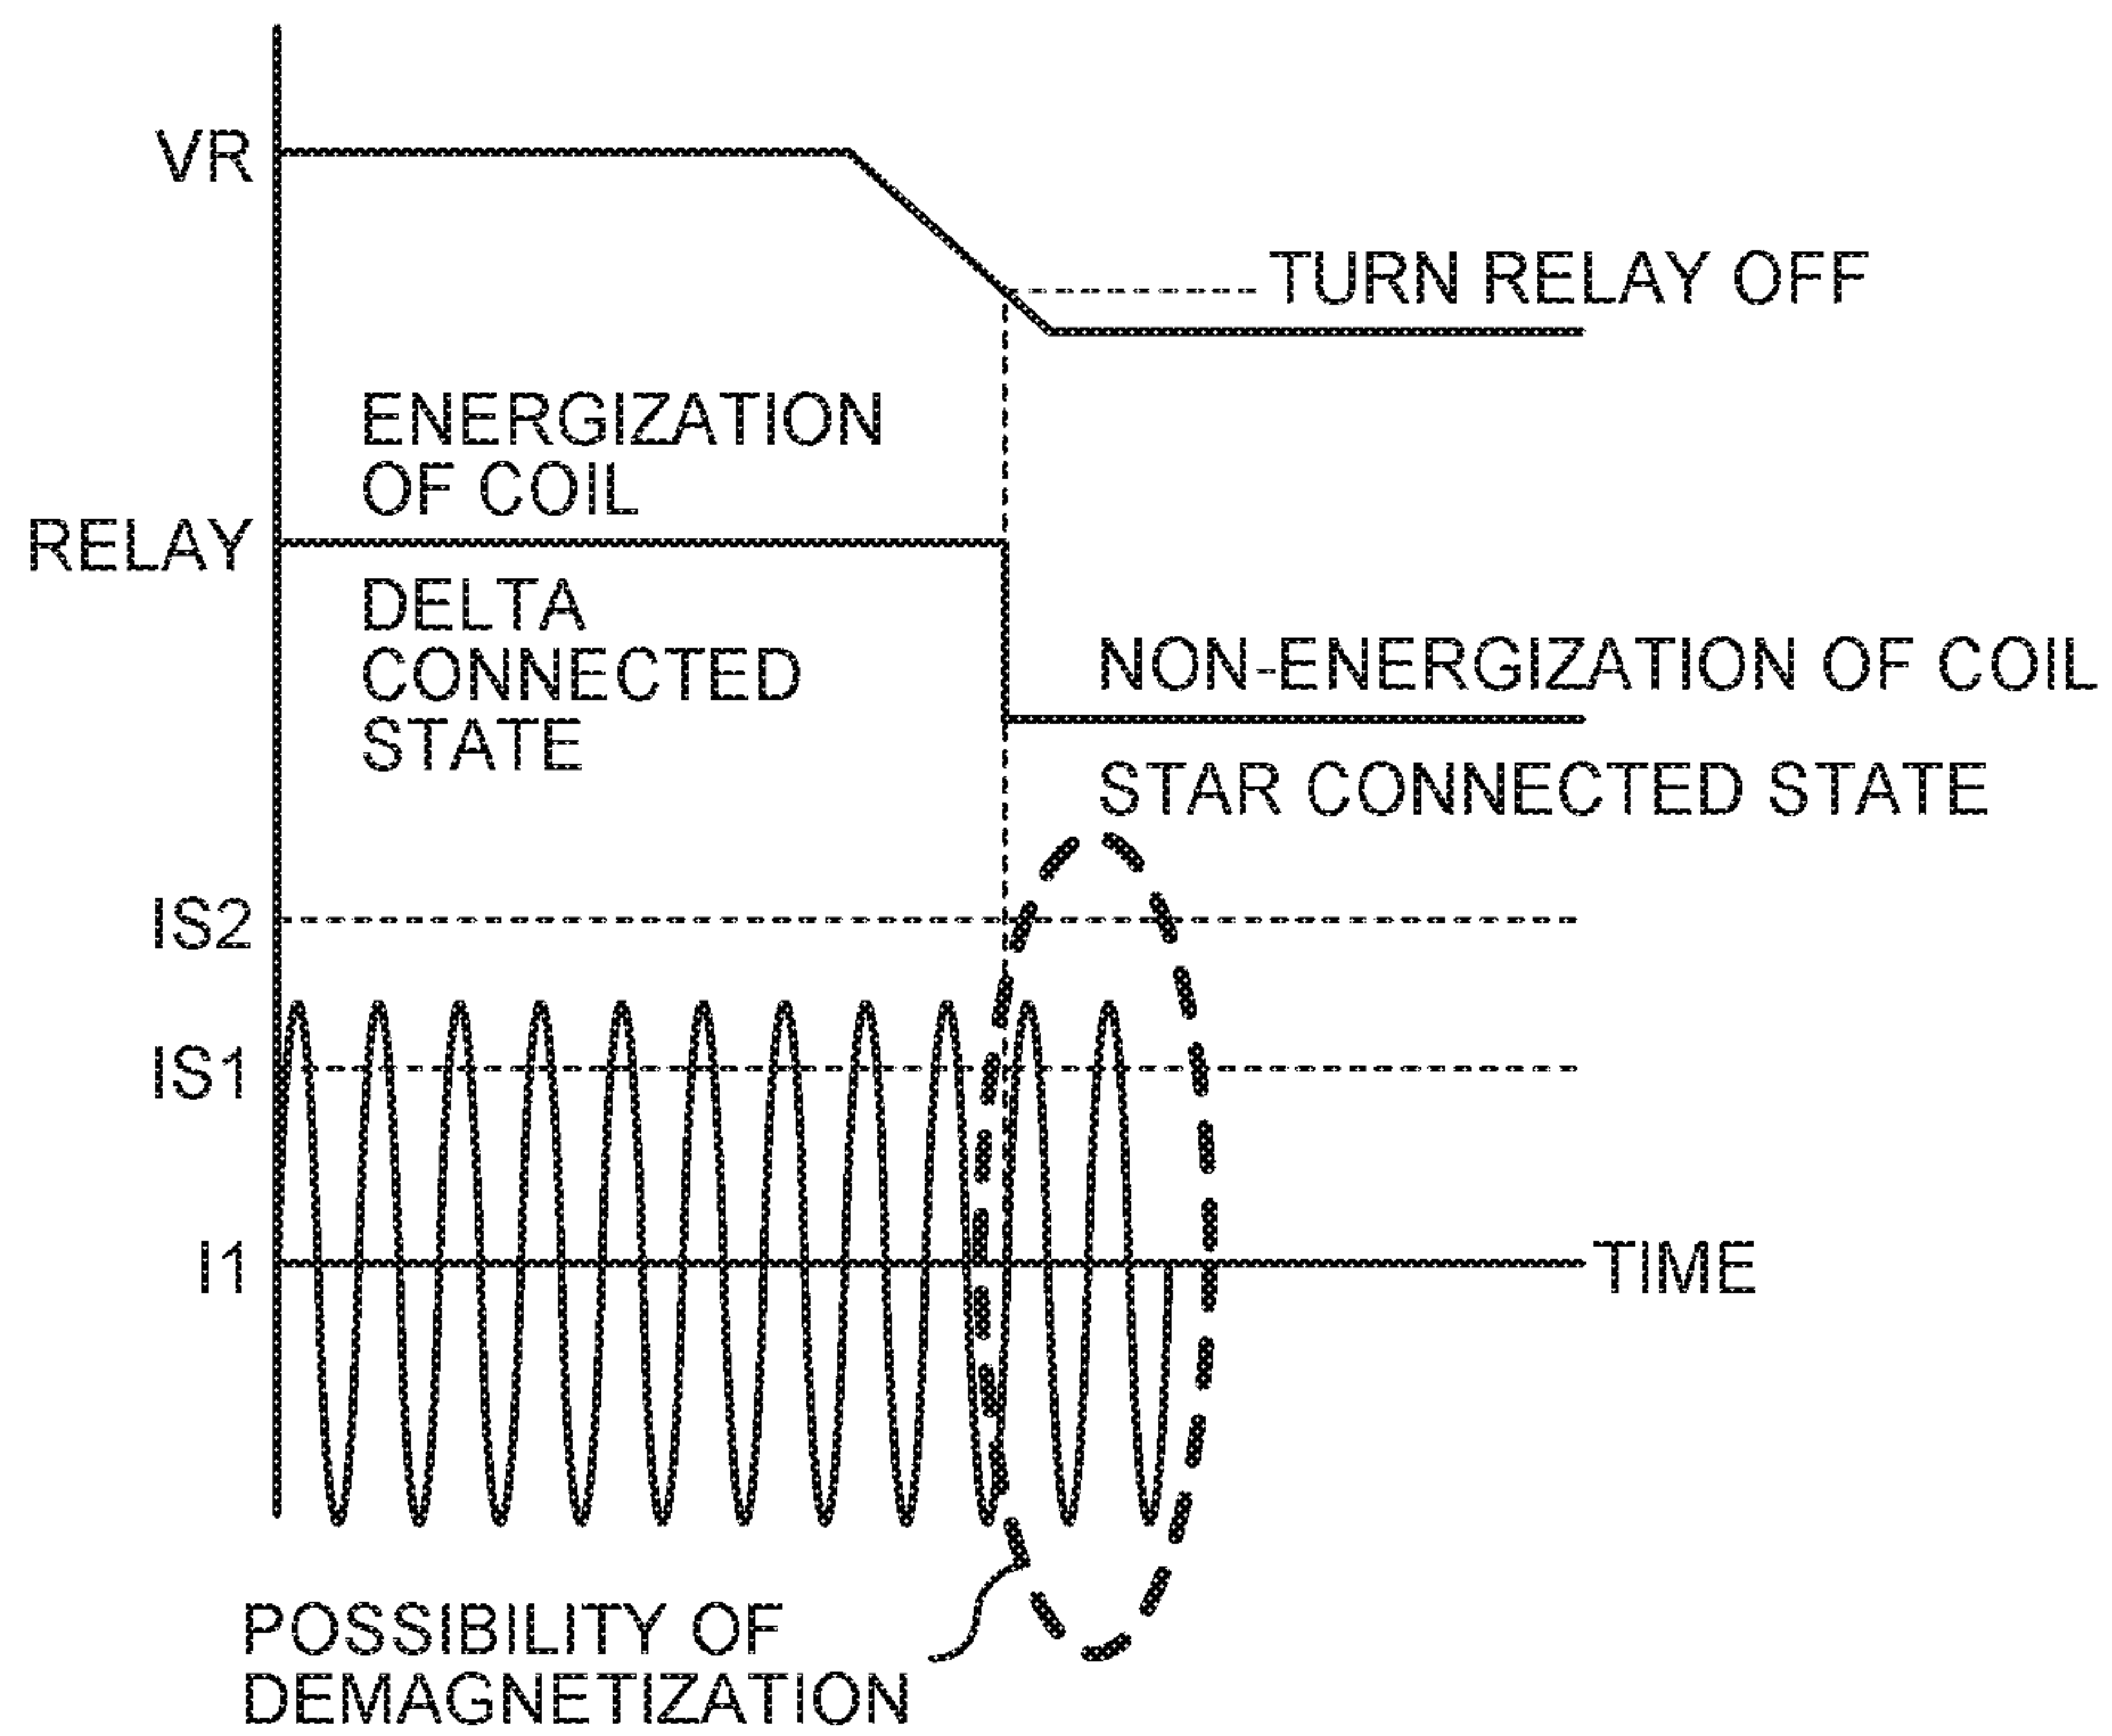 VR
TURN RELAY OFF
ENERGIZATION
OF COIL
RELAY
DELTA
CONNECTED
STATE
NON-ENERGIZATION OF COIL
STAR CONNECTED STATE
IS2
IS1
I1
TIME
POSSIBILITY OF
DEMAGNETIZATION